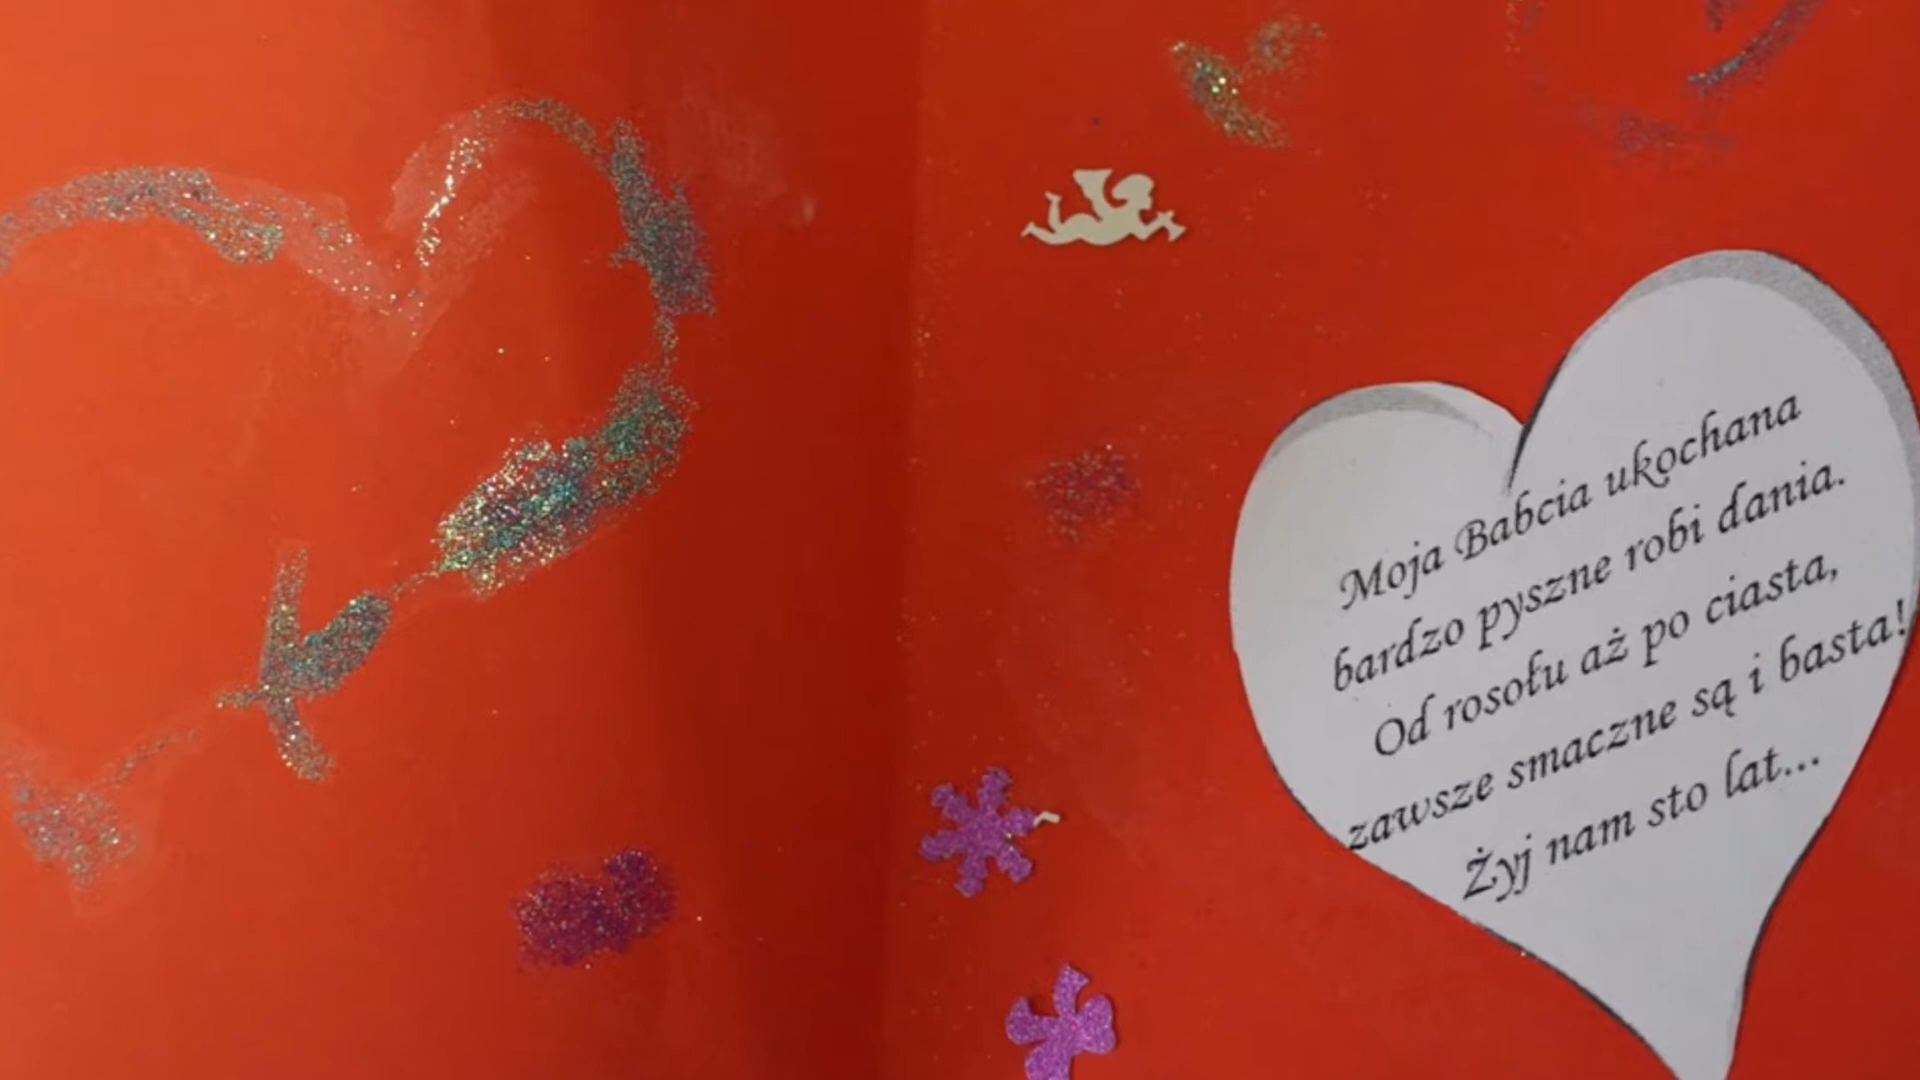 Moja Babcia ukochana
bardzo pyszne robi dania.
Od rosołu aż po ciasta,
zawsze smaczne są i basta!
Żyj nam sto lat...